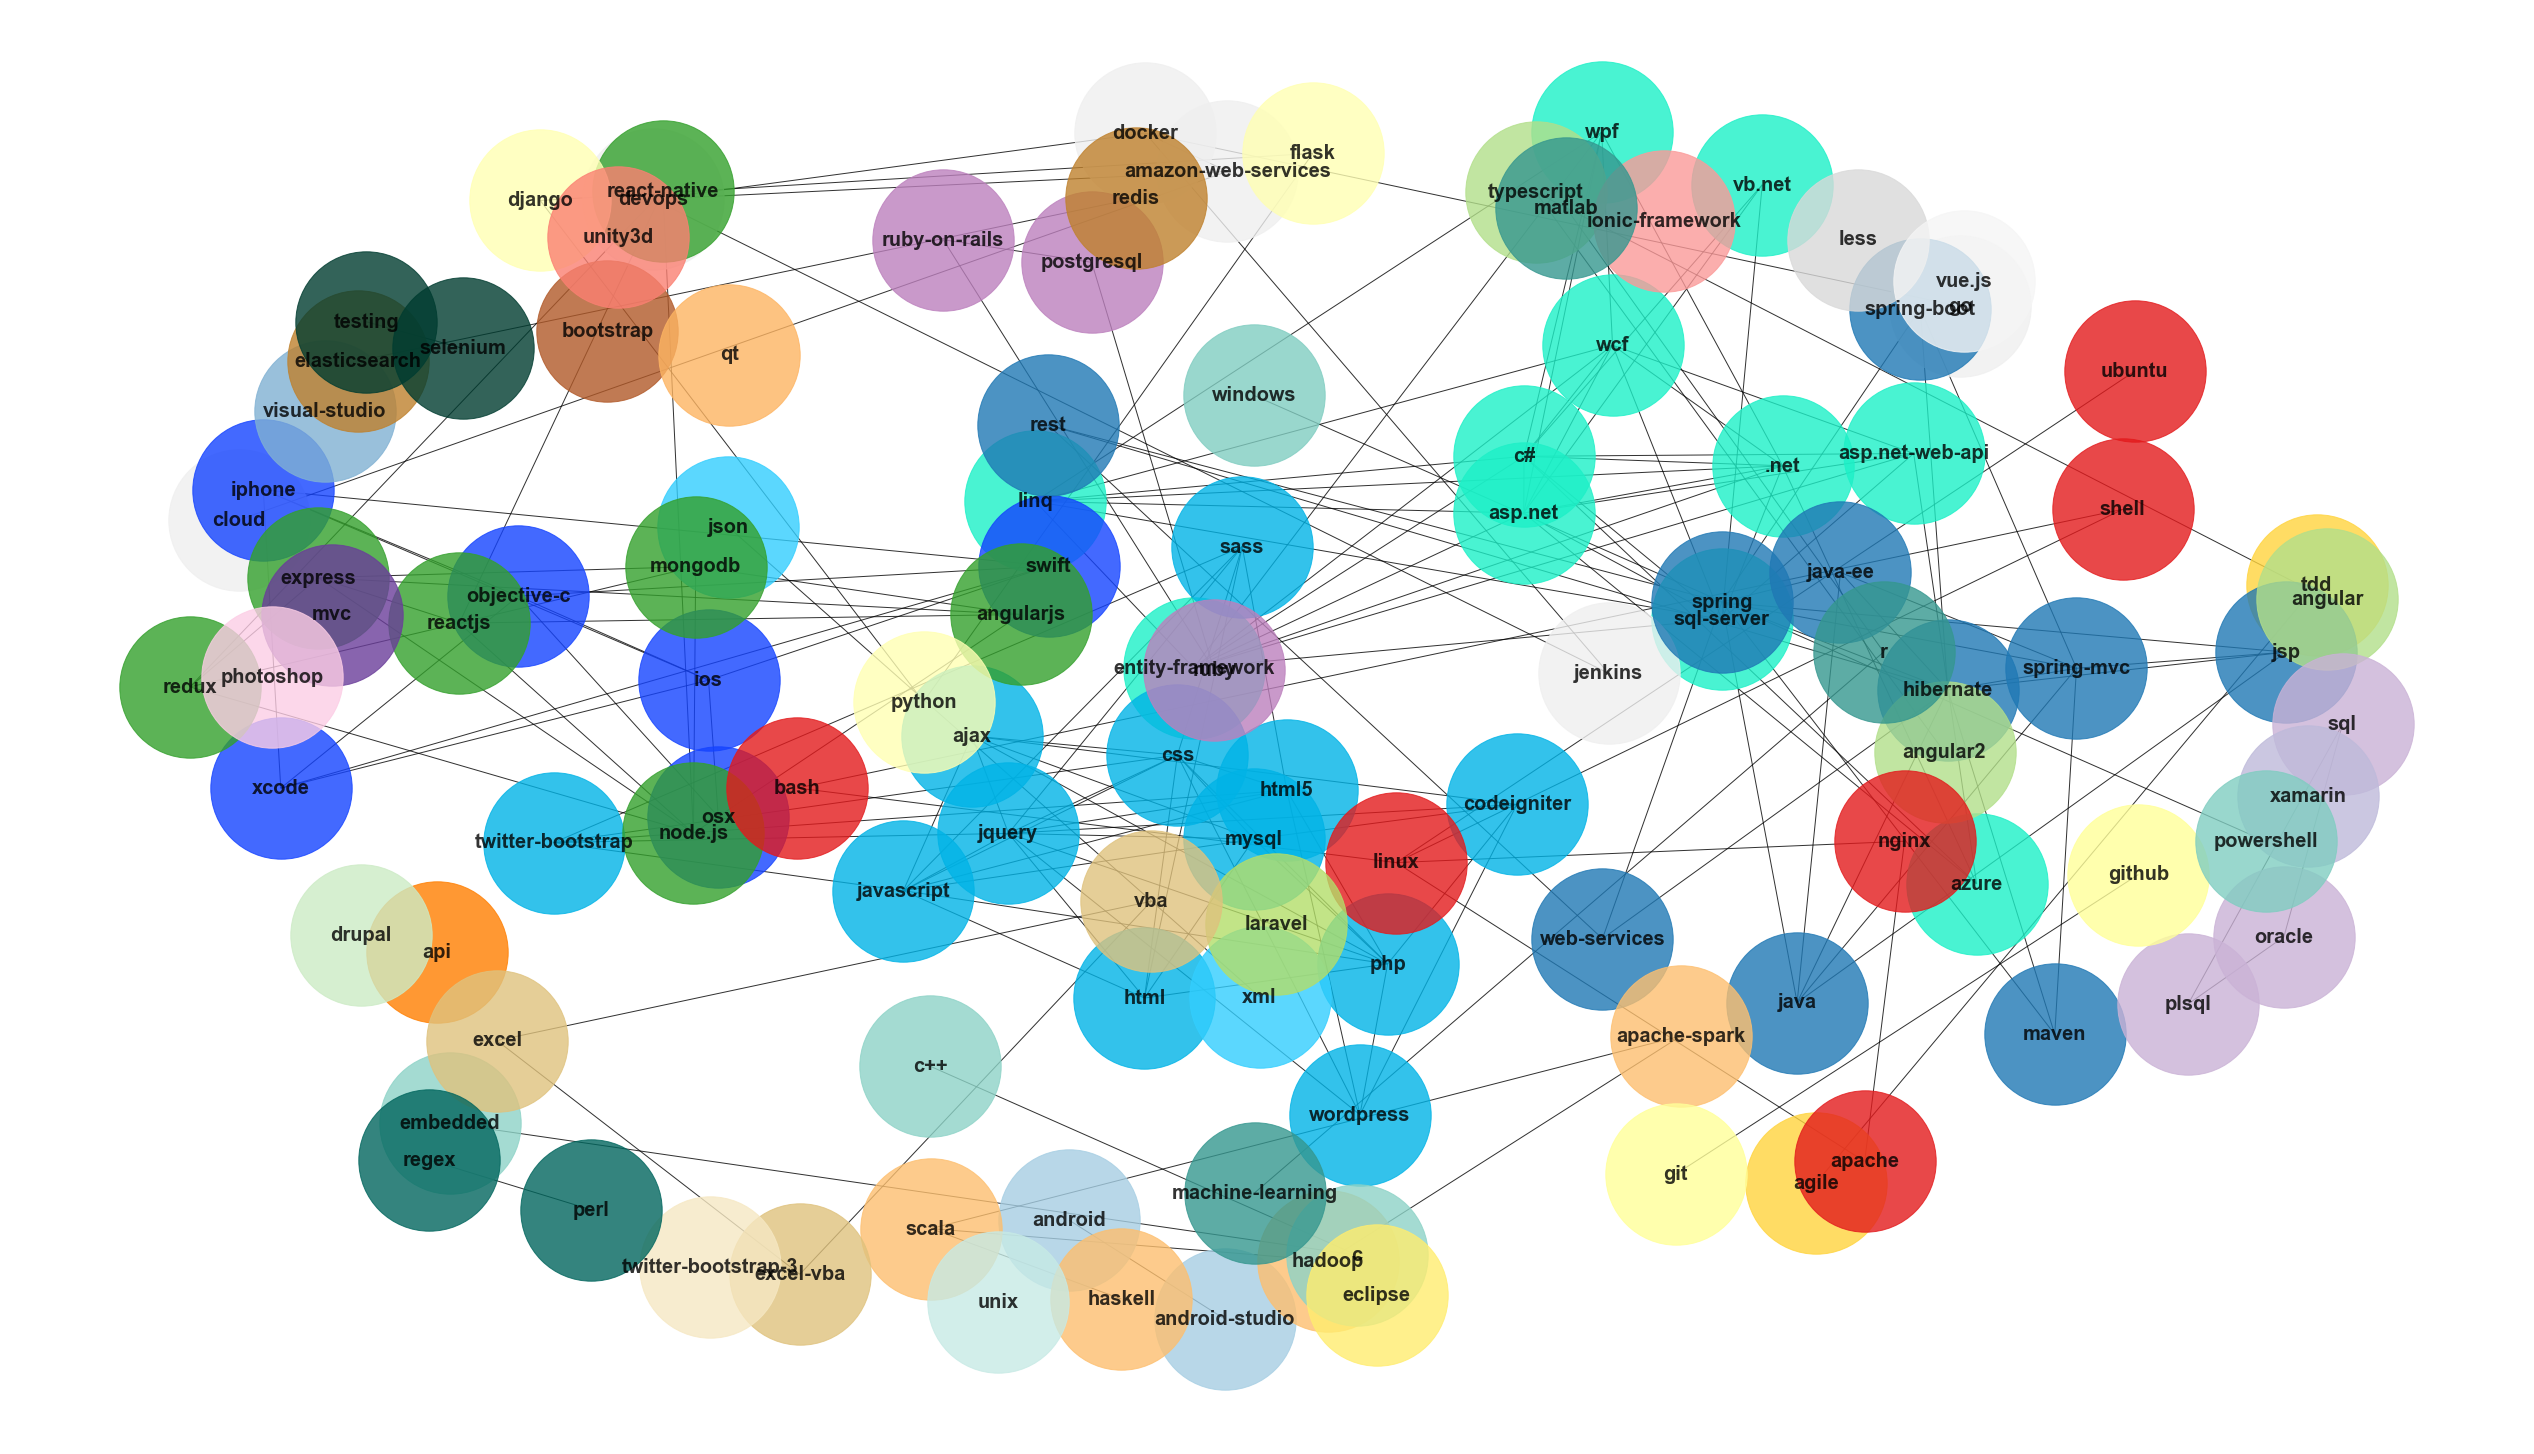 docker
wpf
flask
amazon-web-services
vb.net
react-native
typescript
devops
django
redis
matlab
ionic-framework
unity3d
ruby-on-rails
less
postgresql
vue.js
go
spring-boot
testing
bootstrap
wcf
qt
elasticsearch
selenium
ubuntu
windows
visual-studio
rest
c#
asp.net-web-api
.net
iphone
linq
shell
asp.net
cloud
json
sass
swift
mongodb
java-ee
express
tdd
objective-c
angular
spring
mvc
angularjs
sql-server
reactjs
r
jsp
entity-framework
ruby
spring-mvc
jenkins
photoshop
ios
redux
hibernate
python
sql
ajax
angular2
css
xcode
bash
html5
xamarin
codeigniter
osx
node.js
jquery
mysql
twitter-bootstrap
nginx
powershell
linux
github
azure
javascript
vba
laravel
drupal
web-services
oracle
api
php
html
xml
java
plsql
maven
apache-spark
excel
c++
wordpress
embedded
regex
apache
git
agile
machine-learning
perl
android
scala
c
hadoop
twitter-bootstrap-3
excel-vba
eclipse
haskell
unix
android-studio